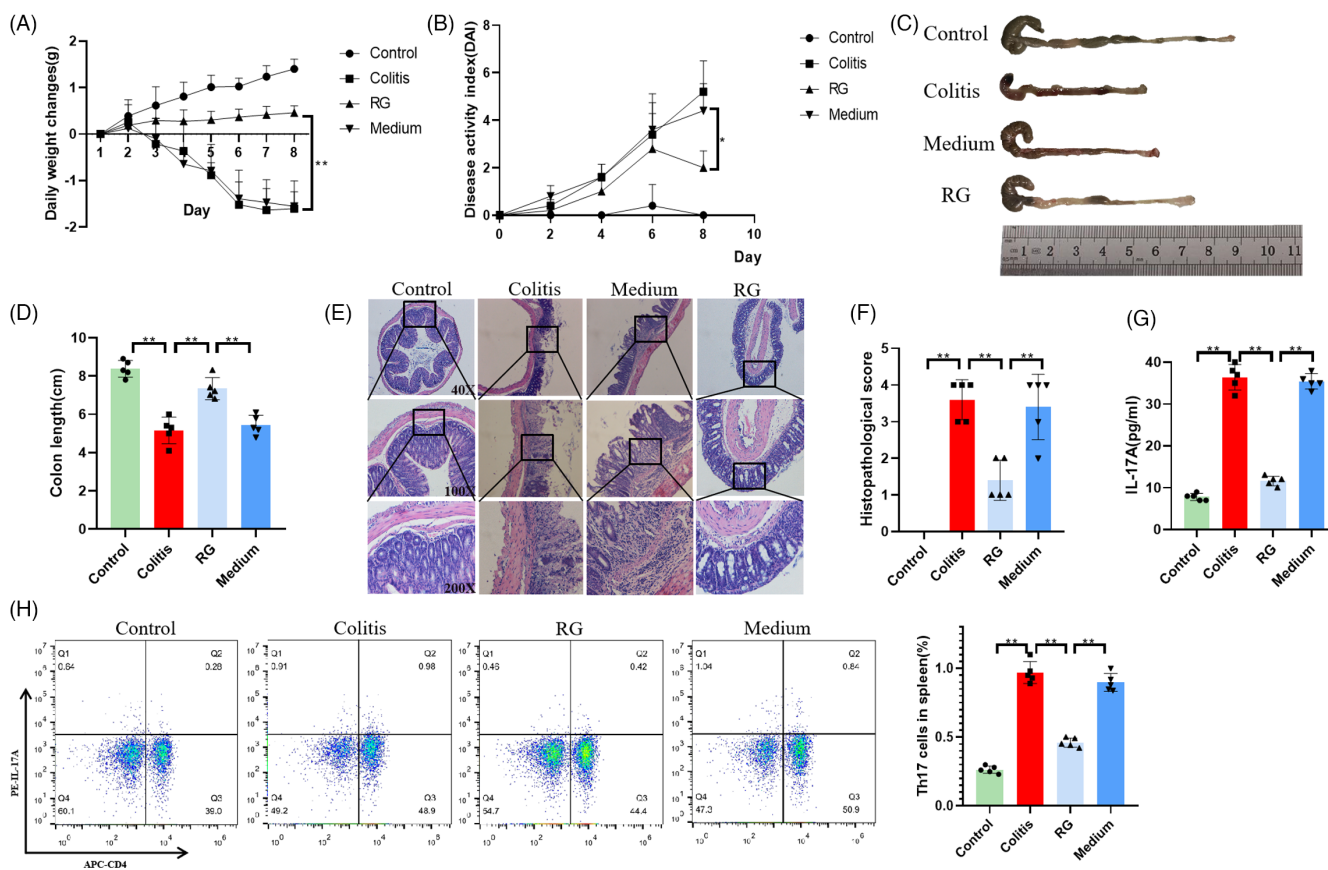 (A)
Daily weight changes(g)
2
1
0
-1
-2
1 2 3 4 5 6 7 8
Day
Control
Colitis
RG
Medium
**
(B)
Disease activity index(DAI)
8
6
4
2
0
0 2 4 6 8 10
Day
Control
Colitis
RG
Medium
*
(C)
Control
Colitis
Medium
RG
1 2 3 4 5 6 7 8 9 10 11
(D)
Colon length(cm)
10
8
6
4
2
0
** ** **
Control Colitis RG Medium
(E)
Control Colitis Medium RG
40X
100X
200X
(F)
Histopathological score
5
4
3
2
1
** ** **
Control Colitis RG Medium
(G)
IL-17A(pg/ml)
40
30
20
10
0
** ** **
Control Colitis RG Medium
(H)
Control Colitis RG Medium
Q1 0.64
Q2 0.28
Q4 60.1
Q3 39.0
Q1 0.91
Q2 0.98
Q4 49.2
Q3 48.9
Q1 0.46
Q2 0.42
Q4 54.7
Q3 44.4
Q1 1.04
Q2 0.84
Q4 47.3
Q3 50.9
PE-IL-17A
APC-CD4
Th17 cells in spleen(%)
1.0
0.5
0.0
** ** **
Control Colitis RG Medium